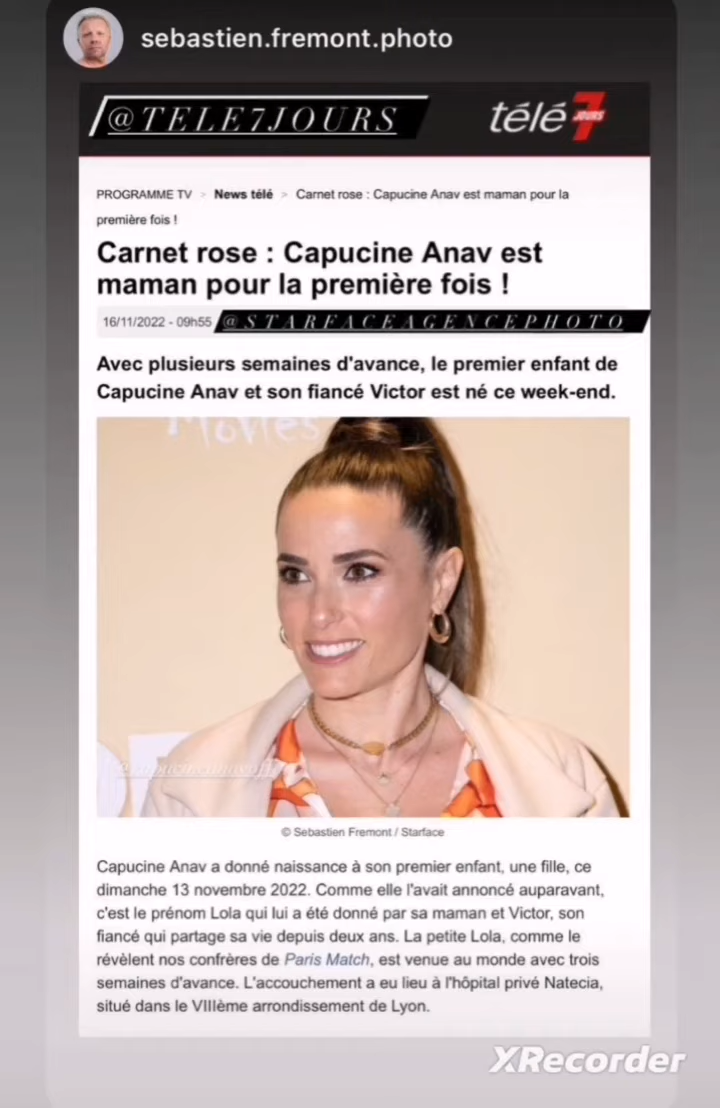 sebastien.fremont.photo
@TELE7JOURS
télé 7 JOURS
PROGRAMME TV > News télé > Carnet rose : Capucine Anav est maman pour la
première fois !
Carnet rose : Capucine Anav est
maman pour la première fois !
16/11/2022 - 09h55 @STARFACEAGENCEPHOTO
Avec plusieurs semaines d'avance, le premier enfant de
Capucine Anav et son fiancé Victor est né ce week-end.
Movies
© Sebastien Fremont / Starface
Capucine Anav a donné naissance à son premier enfant, une fille, ce
dimanche 13 novembre 2022. Comme elle l'avait annoncé auparavant,
c'est le prénom Lola qui lui a été donné par sa maman et Victor, son
fiancé qui partage sa vie depuis deux ans. La petite Lola, comme le
révèlent nos confrères de Paris Match, est venue au monde avec trois
semaines d'avance. L'accouchement a eu lieu à l'hôpital privé Natecia,
situé dans le VIIIème arrondissement de Lyon.
XRecorder